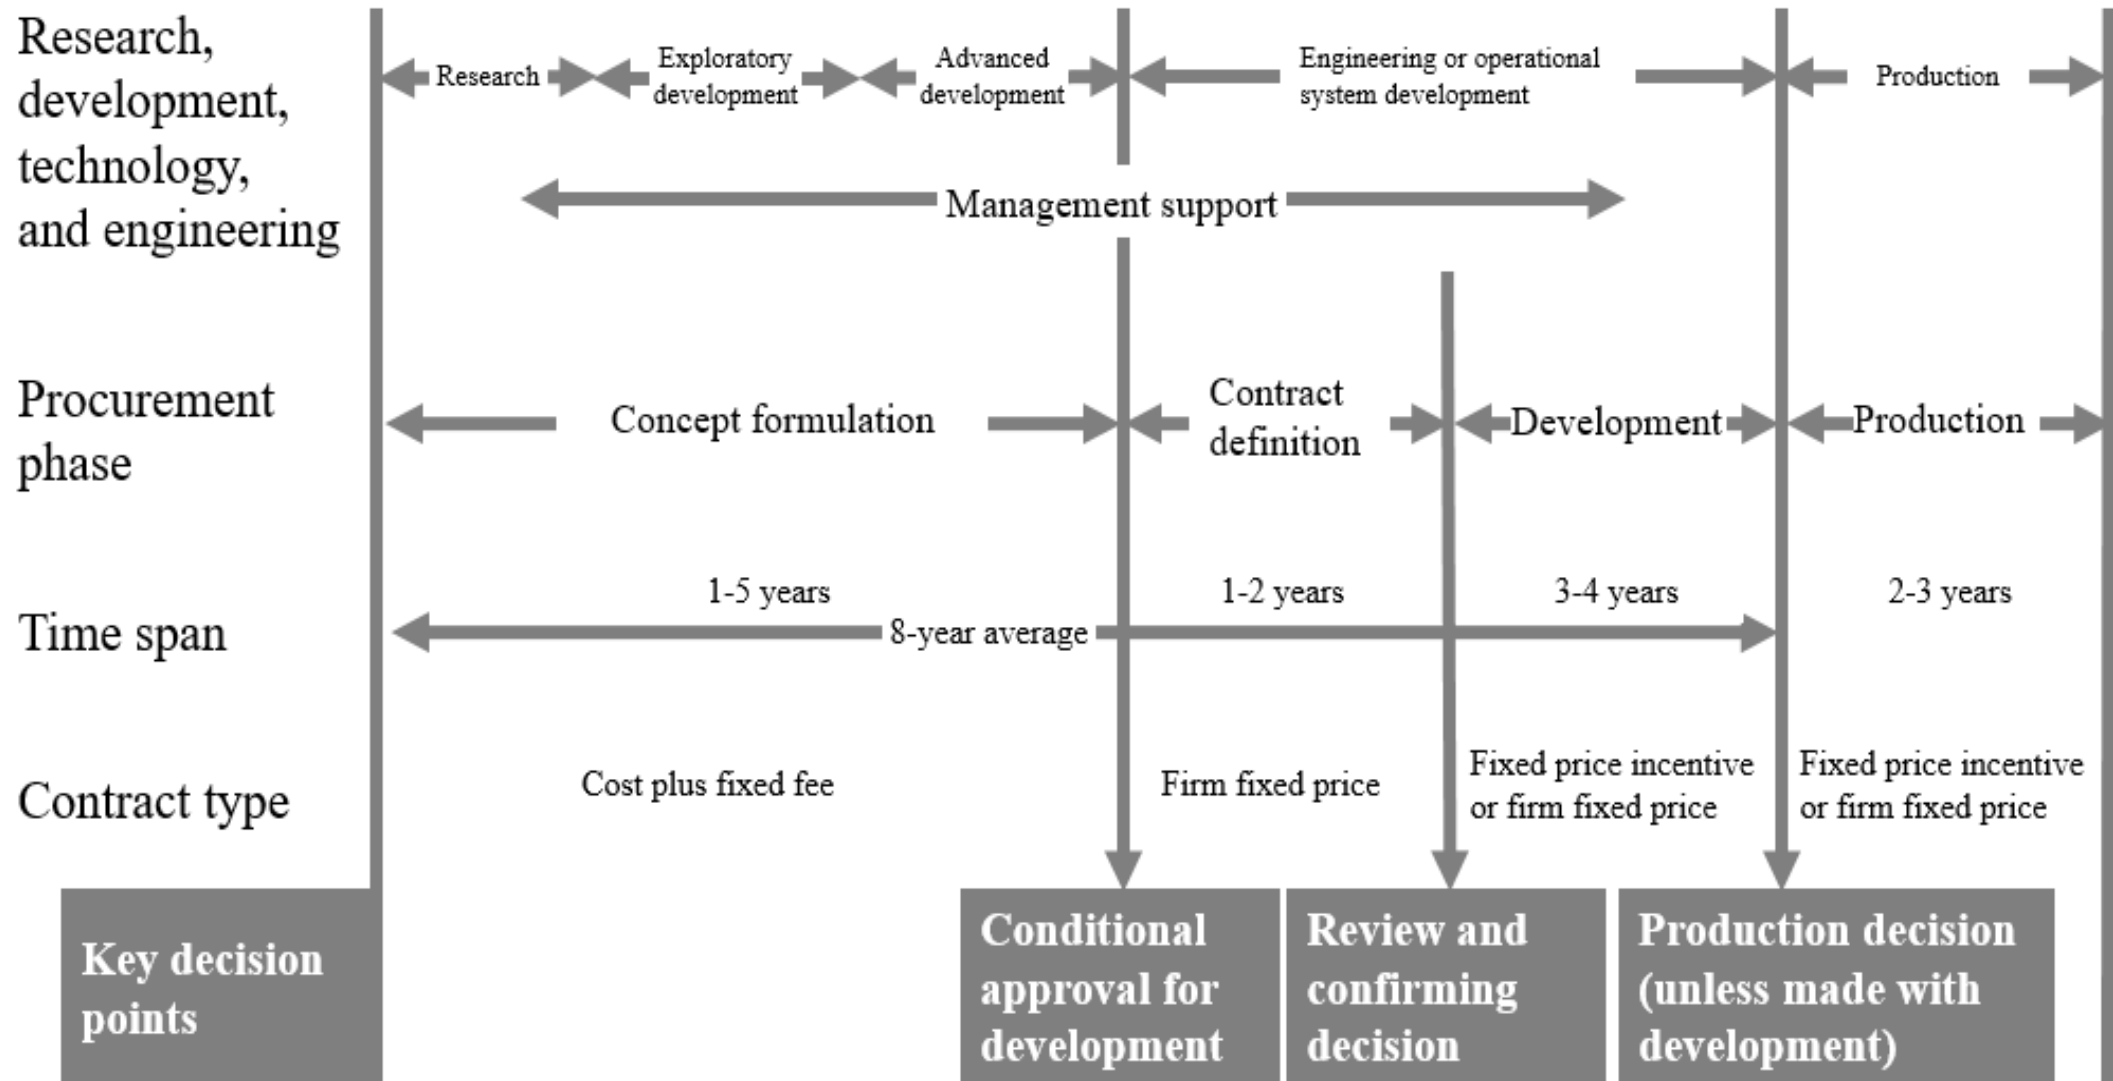 Research,
development,
technology,
and engineering
Research
Exploratory
development
Advanced
development
Engineering or operational
system development
Production
Management support
Procurement
phase
Concept formulation
Contract
definition
Development
Production
Time span
1-5 years
1-2 years
3-4 years
2-3 years
8-year average
Contract type
Cost plus fixed fee
Firm fixed price
Fixed price incentive
or firm fixed price
Fixed price incentive
or firm fixed price
Key decision
points
Conditional
approval for
development
Review and
confirming
decision
Production decision
(unless made with
development)